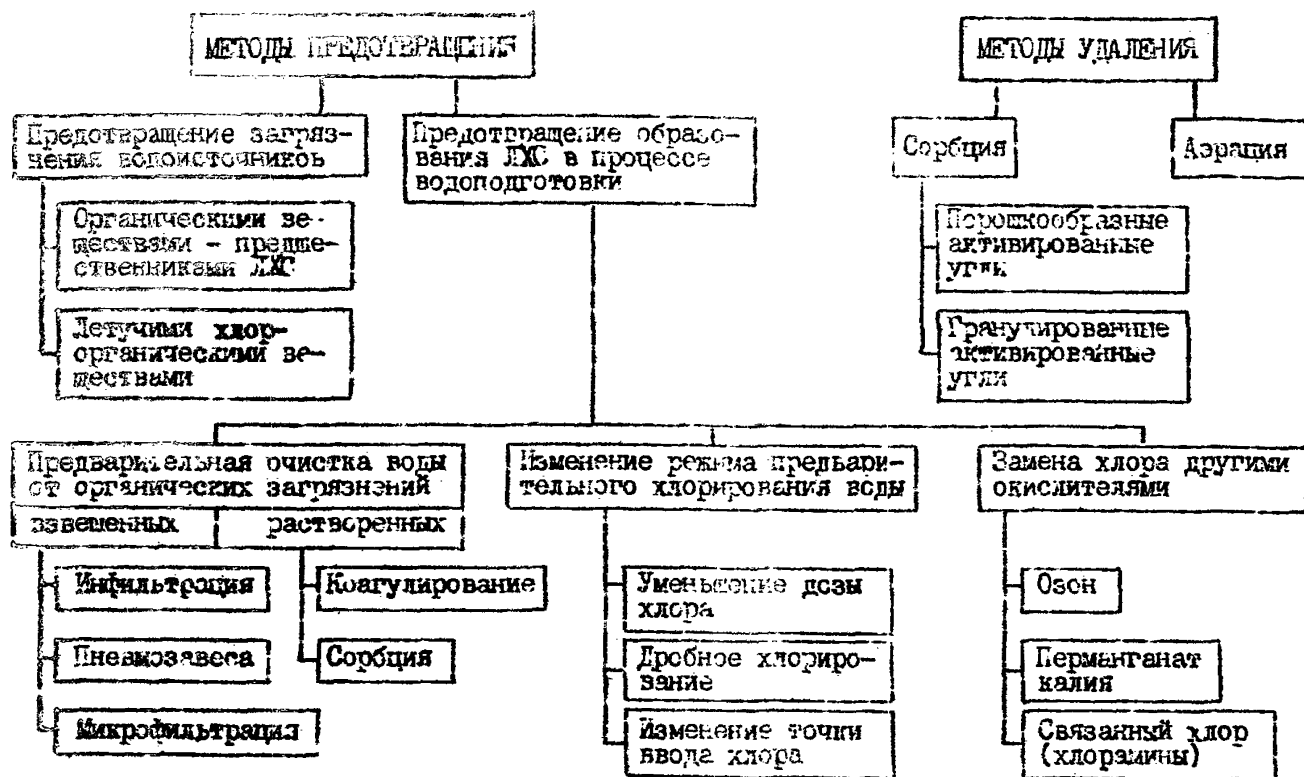 МЕТОДЫ ПРЕДОТВРАЩЕНИЯ
МЕТОДЫ УДАЛЕНИЯ
Предотвращение загряз-
нения водоисточников
Предотвращение образо-
вания ЛХС в процессе
водоподготовки
Сорбция
Аэрация
Органическими ве-
ществами - предше-
ственниками ЛХС
Летучими хлор-
органическими ве-
ществами
Порошкообразные
активированные
угли
Гранулированные
активированные
угли
Предварительная очистка воды
от органических загрязнений
взвешенных растворенных
Инфильтрация
Пневмозавеса
Микрофильтрация
Коагулирование
Сорбция
Изменение режима предвари-
тельного хлорирования воды
Уменьшение дозы
хлора
Дробное хлориро-
вание
Изменение точки
ввода хлора
Замена хлора другими
окислителями
Озон
Перманганат
калия
Связанный хлор
(хлорамины)